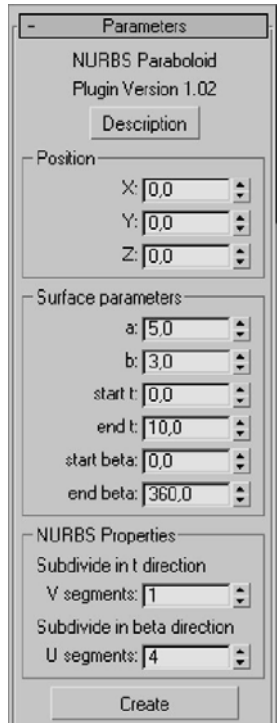 - Parameters
NURBS Paraboloid
Plugin Version 1.02
Description
Position
X: 0,0
Y: 0,0
Z: 0,0
Surface parameters
a: 5,0
b: 3,0
start t: 0,0
end t: 10,0
start beta: 0,0
end beta: 360,0
NURBS Properties
Subdivide in t direction
V segments: 1
Subdivide in beta direction
U segments: 4
Create